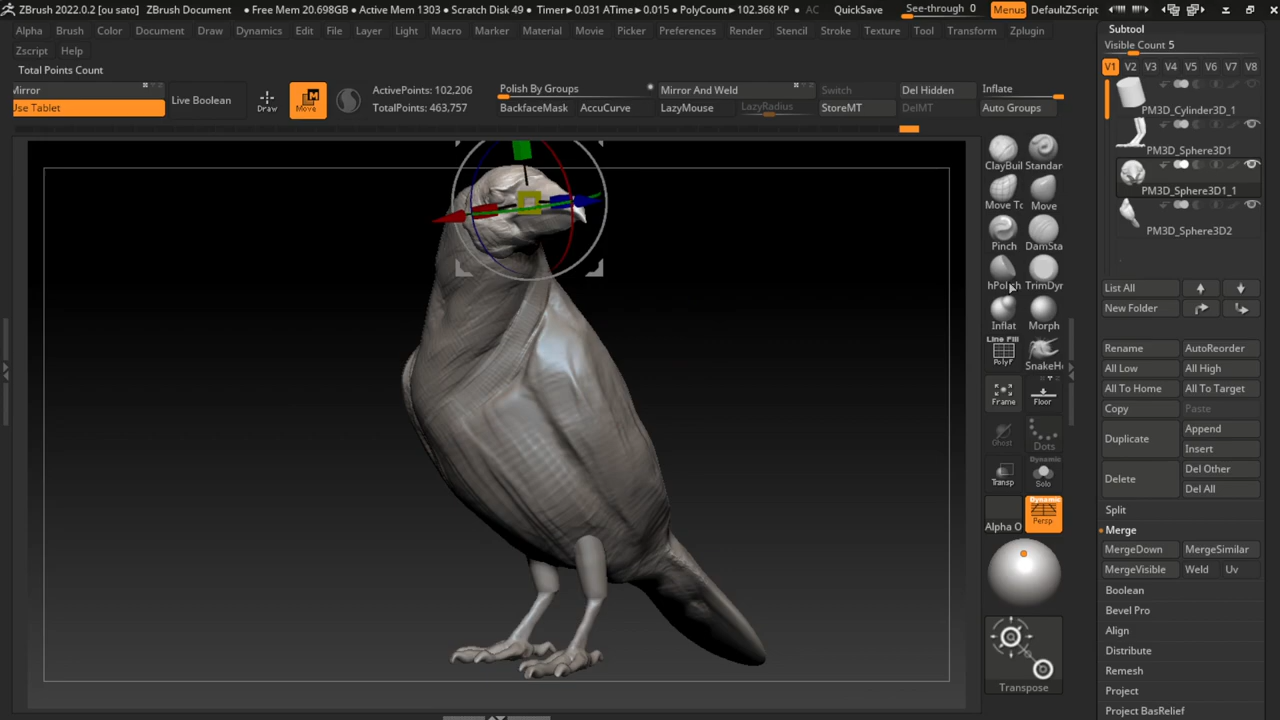 ZBrush 2022.0.2 [ou sato] ZBrush Document • Free Mem 20.698GB • Active Mem 1303 • Scratch Disk 49 • Timer▸0.031 ATime▸0.015 • PolyCount▸102.368 KP • AC QuickSave See-through 0 Menus DefaultZScript
Alpha Brush Color Document Draw Dynamics Edit File Layer Light Macro Marker Material Movie Picker Preferences Render Stencil Stroke Texture Tool Transform Zplugin
Zscript Help
Total Points Count
Mirror
Use Tablet
Live Boolean
Draw
Move
ActivePoints: 102,206
TotalPoints: 463,757
Polish By Groups
BackfaceMask AccuCurve
Mirror And Weld
LazyMouse LazyRadius
Switch
StoreMT
Del Hidden
DelMT
Inflate
Auto Groups
ClayBuil Standar
Move To Move
Pinch DamSta
hPolish TrimDyr
Inflat Morph
Line Fill
PolyF SnakeHo
Frame Floor
Ghost Dots
Transp
Dynamic
Solo
Alpha O
Dynamic
Persp
Transpose
Subtool
Visible Count 5
V1 V2 V3 V4 V5 V6 V7 V8
PM3D_Cylinder3D_1
PM3D_Sphere3D1
PM3D_Sphere3D1_1
PM3D_Sphere3D2
List All
New Folder
Rename AutoReorder
All Low All High
All To Home All To Target
Copy Paste
Duplicate
Append
Insert
Delete
Del Other
Del All
Split
Merge
MergeDown MergeSimilar
MergeVisible Weld Uv
Boolean
Bevel Pro
Align
Distribute
Remesh
Project
Project BasRelief